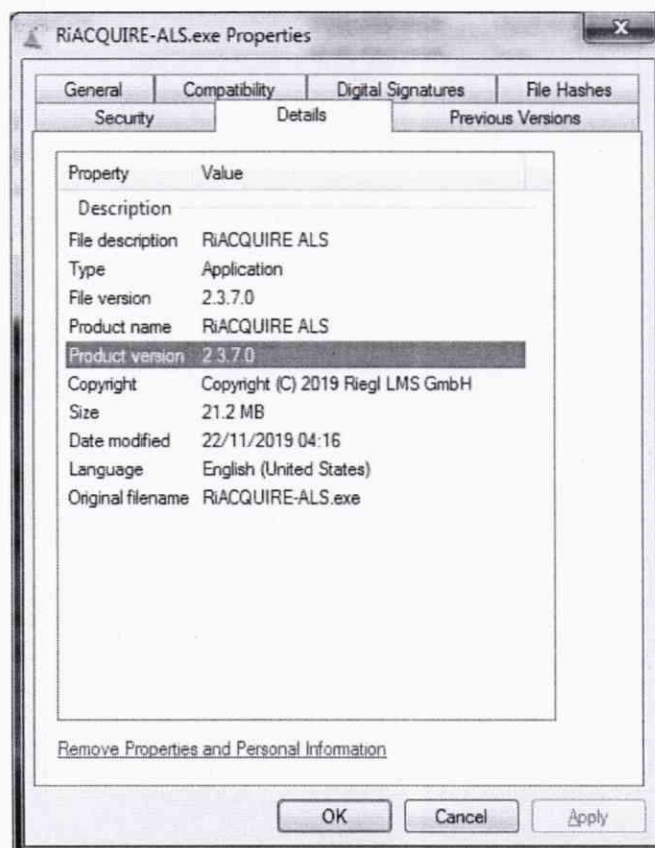 RiACQUIRE-ALS.exe Properties
General Compatibility Digital Signatures File Hashes
Security Details Previous Versions
Property Value
Description
File description RiACQUIRE ALS
Type Application
File version 2.3.7.0
Product name RiACQUIRE ALS
Product version 2.3.7.0
Copyright Copyright (C) 2019 Riegl LMS GmbH
Size 21.2 MB
Date modified 22/11/2019 04:16
Language English (United States)
Original filename RiACQUIRE-ALS.exe
Remove Properties and Personal Information
OK Cancel Apply